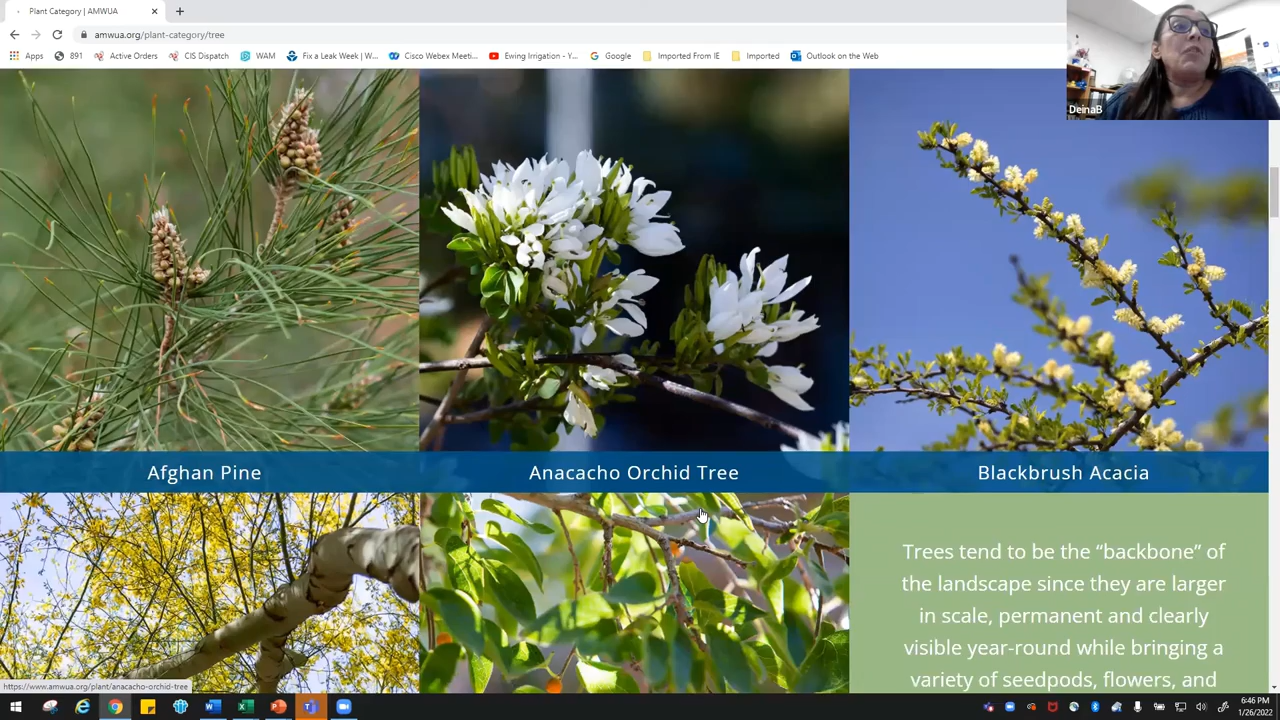 Plant Category | AMWUA
amwua.org/plant-category/tree
Apps 891 Active Orders CIS Dispatch WAM Fix a Leak Week | W... Cisco Webex Meeti... Ewing Irrigation - Y... Google Imported From IE Imported Outlook on the Web
DeinaB
Afghan Pine Anacacho Orchid Tree Blackbrush Acacia
Trees tend to be the “backbone” of
the landscape since they are larger
in scale, permanent and clearly
visible year-round while bringing a
variety of seedpods, flowers, and
https://www.amwua.org/plant/anacacho-orchid-tree
6:46 PM
1/26/2022